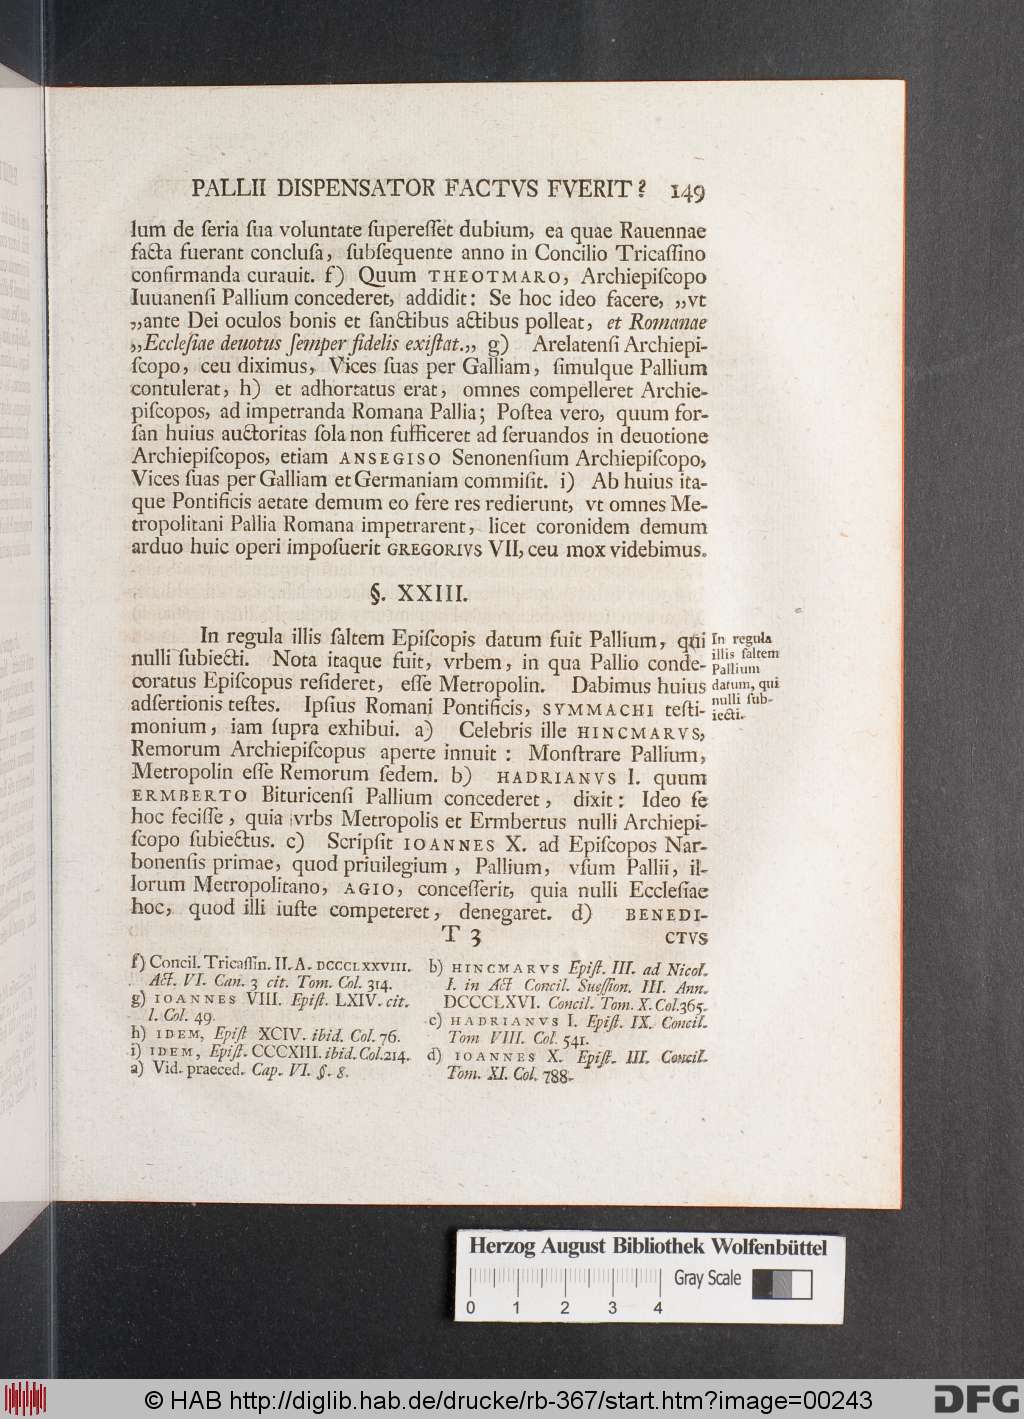 PALLII DISPENSATOR FACTVS FVERIT? 149
lum de ſeria ſua voluntate ſupereſſet dubium, ea quae Rauennae
facta fuerant concluſa, ſubſequente anno in Concilio Tricaſſino
confirmanda curauit. f) Quum THEOTMARO, Archiepiſcopo
Iuuanenſi Pallium concederet, addidit: Se hoc ideo facere, „vt
„ante Dei oculos bonis et ſanctibus actibus polleat, et Romanae
„Eccleſiae deuotus ſemper fidelis exiſtat.„ g) Arelatenſi Archiepi-
ſcopo, ceu diximus, Vices ſuas per Galliam, ſimulque Pallium
contulerat, h) et adhortatus erat, omnes compelleret Archie-
piſcopos, ad impetranda Romana Pallia; Poſtea vero, quum for-
ſan huius auctoritas ſola non ſufficeret ad ſeruandos in deuotione
Archiepiſcopos, etiam ANSEGISO Senonenſium Archiepiſcopo,
Vices ſuas per Galliam et Germaniam commiſit. i) Ab huius ita-
que Pontificis aetate demum eo fere res redierunt, vt omnes Me-
tropolitani Pallia Romana impetrarent, licet coronidem demum
arduo huic operi impoſuerit GREGORIVS VII, ceu mox videbimus.
§. XXIII.
In regula illis ſaltem Epiſcopis datum fuit Pallium, qui
nulli ſubiecti. Nota itaque fuit, vrbem, in qua Pallio conde-
coratus Epiſcopus reſideret, eſſe Metropolin. Dabimus huius
adſertionis teſtes. Ipſius Romani Pontificis, SYMMACHI teſti-
monium, iam ſupra exhibui. a) Celebris ille HINCMARVS,
Remorum Archiepiſcopus aperte innuit : Monſtrare Pallium,
Metropolin eſſe Remorum ſedem. b) HADRIANVS I. quum
ERMBERTO Bituricenſi Pallium concederet, dixit: Ideo ſe
hoc feciſſe, quia vrbs Metropolis et Ermbertus nulli Archiepi-
ſcopo ſubiectus. c) Scripſit IOANNES X. ad Epiſcopos Nar-
bonenſis primae, quod priuilegium, Pallium, vſum Pallii, il-
lorum Metropolitano, AGIO, conceſſerit, quia nulli Eccleſiae
hoc, quod illi iuſte competeret, denegaret. d) BENEDI-
T 3 CTVS
In regula
illis ſaltem
Pallium
datum, qui
nulli ſub-
iecti.
f) Concil. Tricaſſin. II. A. DCCCLXXVIII.
Act. VI. Can. 3 cit. Tom. Col. 314.
g) IOANNES VIII. Epiſt. LXIV. cit.
l. Col. 49.
h) IDEM, Epiſt XCIV. ibid. Col. 76.
i) IDEM, Epiſt. CCCXIII. ibid. Col. 214.
a) Vid. praeced. Cap. VI. §. 8.
b) HINCMARVS Epiſt. III. ad Nicol.
I. in Act Concil. Sueſſion. III. Ann.
DCCCLXVI. Concil. Tom. X. Col. 365.
c) HADRIANVS I. Epiſt. IX. Concil.
Tom VIII. Col. 541.
d) IOANNES X. Epiſt. III. Concil.
Tom. XI. Col. 788.
Herzog August Bibliothek Wolfenbüttel
Gray Scale
0 1 2 3 4
© HAB http://diglib.hab.de/drucke/rb-367/start.htm?image=00243
DFG